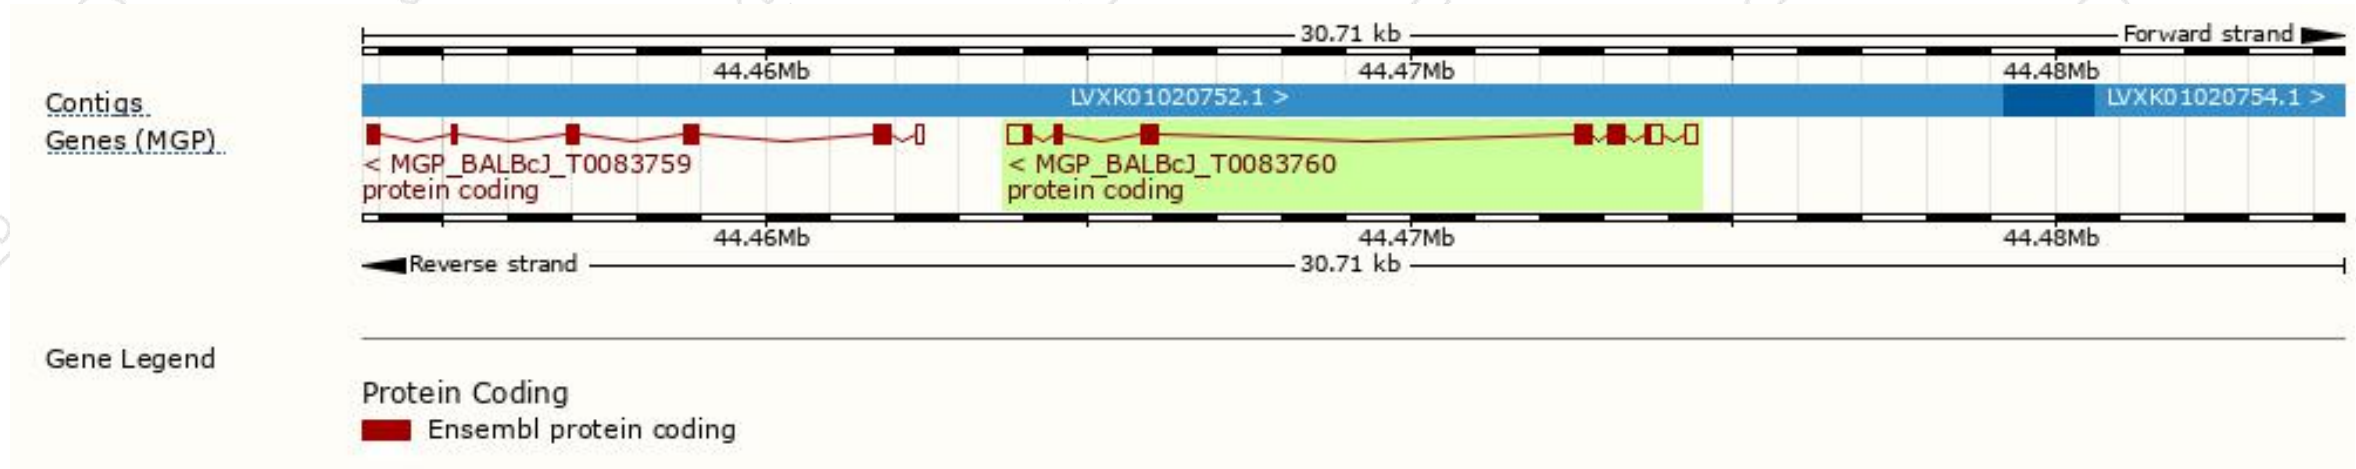 30.71 kb Forward strand
44.46Mb 44.47Mb 44.48Mb
Contigs LVXK01020752.1 > LVXK01020754.1 >
Genes (MGP)
< MGP_BALBcJ_T0083759 < MGP_BALBcJ_T0083760
protein coding protein coding
44.46Mb 44.47Mb 44.48Mb
Reverse strand 30.71 kb
Gene Legend
Protein Coding
Ensembl protein coding